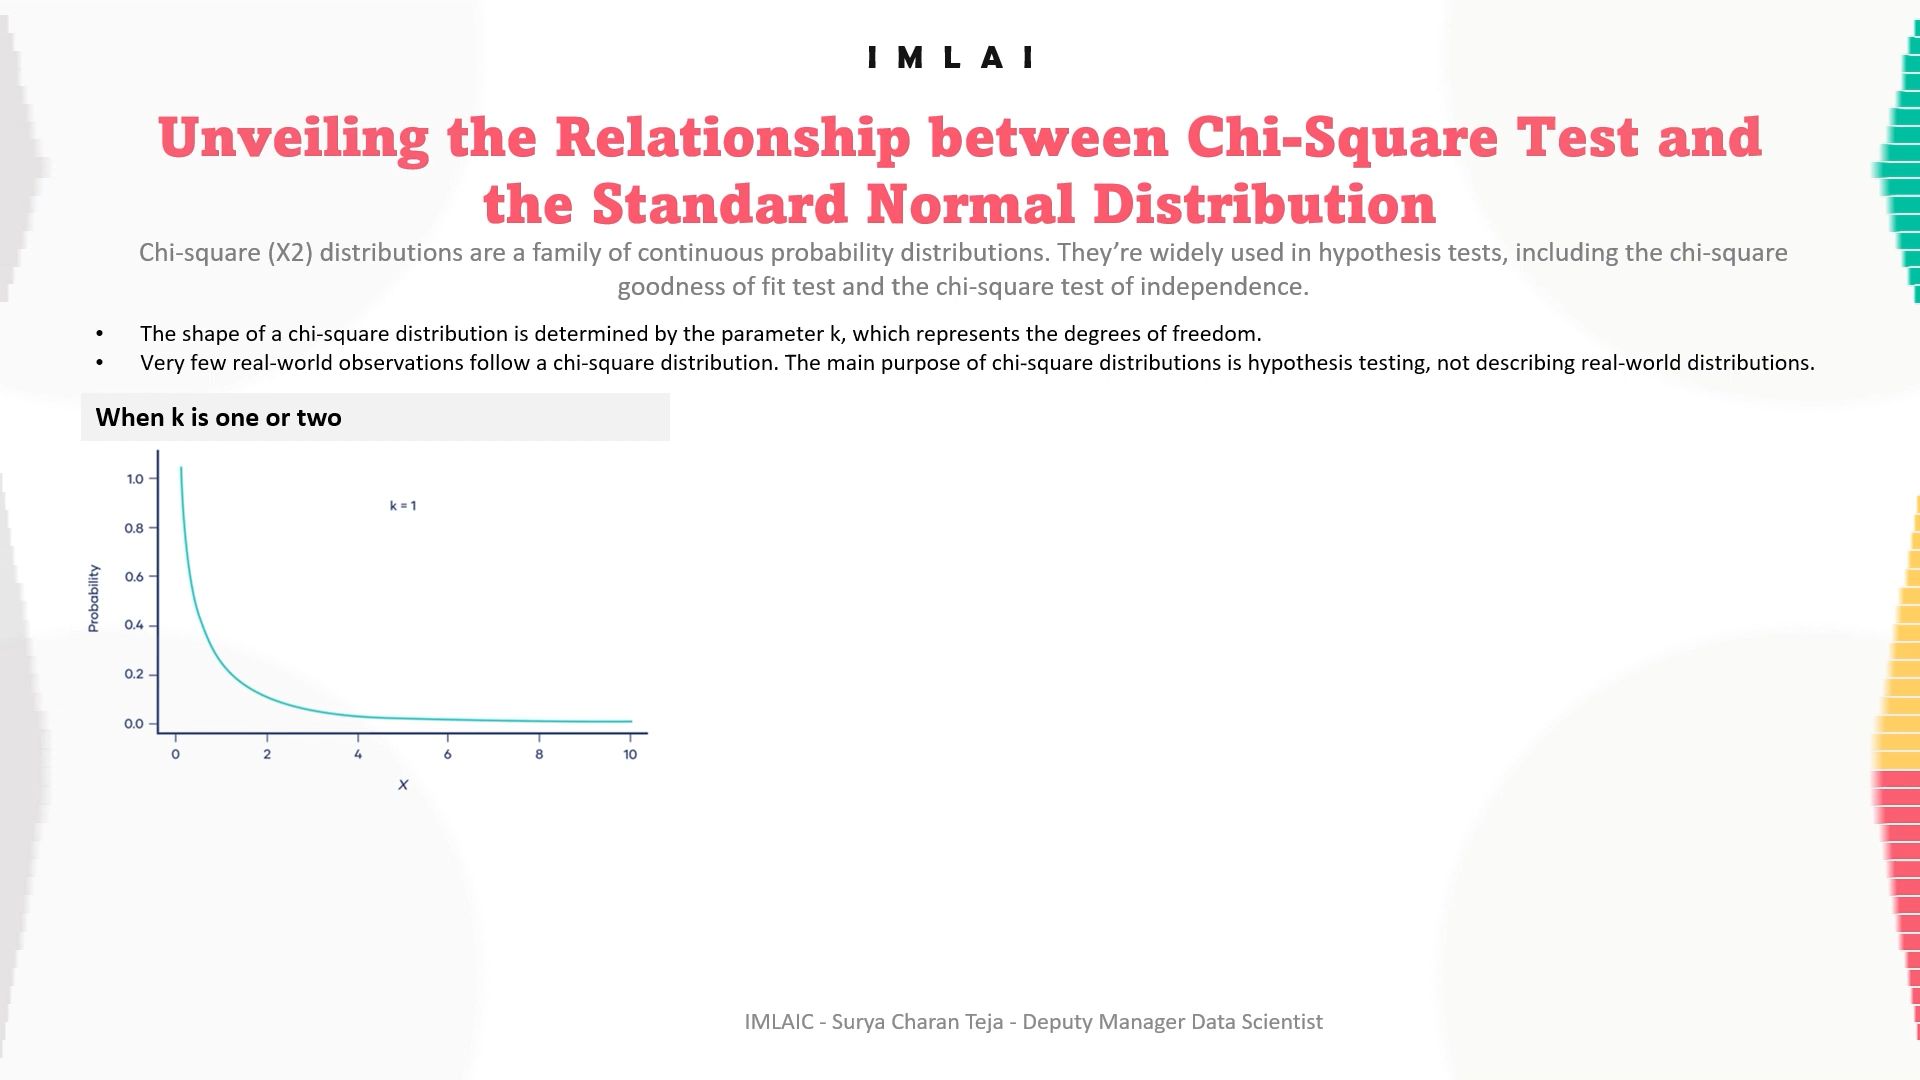 IMLAI
Unveiling the Relationship between Chi-Square Test and
the Standard Normal Distribution
Chi-square (X2) distributions are a family of continuous probability distributions. They’re widely used in hypothesis tests, including the chi-square
goodness of fit test and the chi-square test of independence.
• The shape of a chi-square distribution is determined by the parameter k, which represents the degrees of freedom.
• Very few real-world observations follow a chi-square distribution. The main purpose of chi-square distributions is hypothesis testing, not describing real-world distributions.
When k is one or two
k = 1
Probability
1.0
0.8
0.6
0.4
0.2
0.0
0 2 4 6 8 10
X
IMLAIC - Surya Charan Teja - Deputy Manager Data Scientist